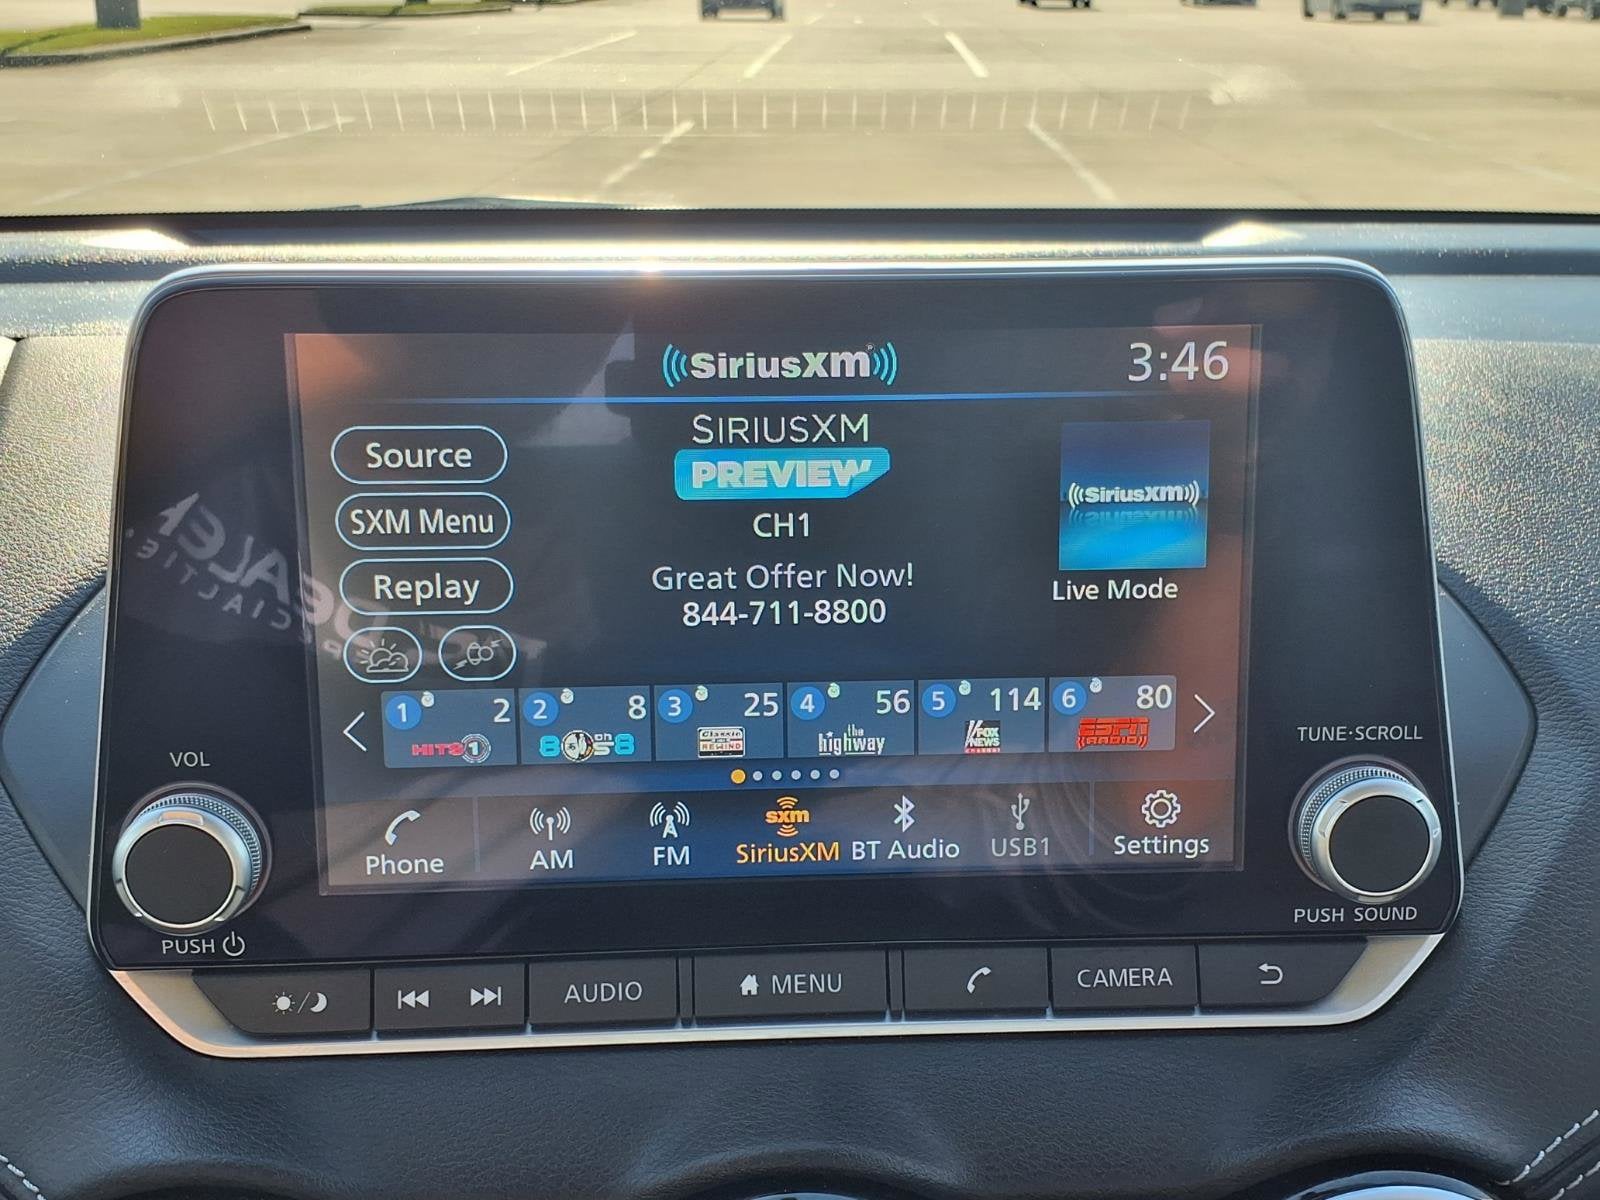 SiriusXM
3:46
Source
SXM Menu
Replay
SIRIUSXM
PREVIEW
CH1
Great Offer Now!
844-711-8800
SiriusXM
Live Mode
1 2 HITS 1
2 8 80s on 8
3 25 Classic REWIND
4 56 the highway
5 114 FOX NEWS channel
6 80 ESPN RADIO
Phone
AM
FM
sxm
SiriusXM
BT Audio
USB1
Settings
VOL
PUSH
TUNE·SCROLL
PUSH SOUND
AUDIO
MENU
CAMERA